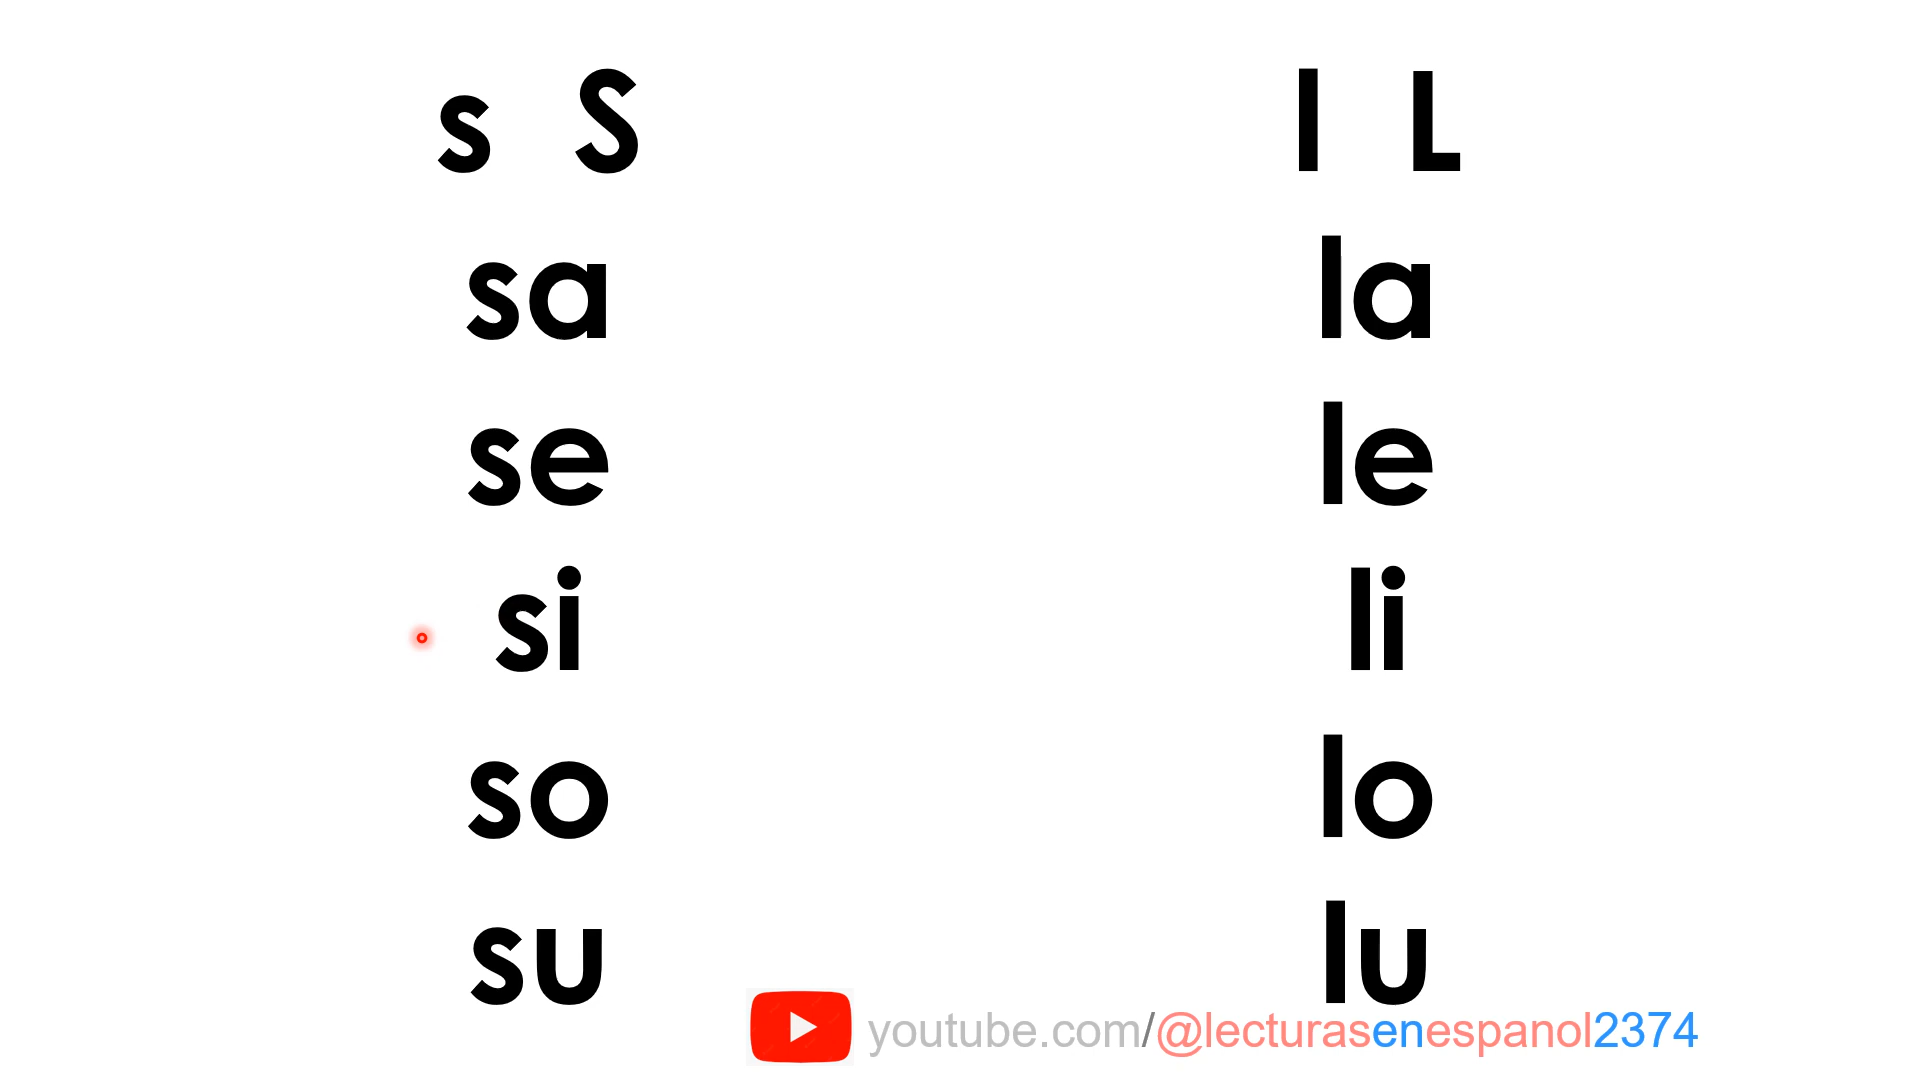 s S l L
sa la
se le
si li
so lo
su lu
youtube.com/@lecturasenespanol2374